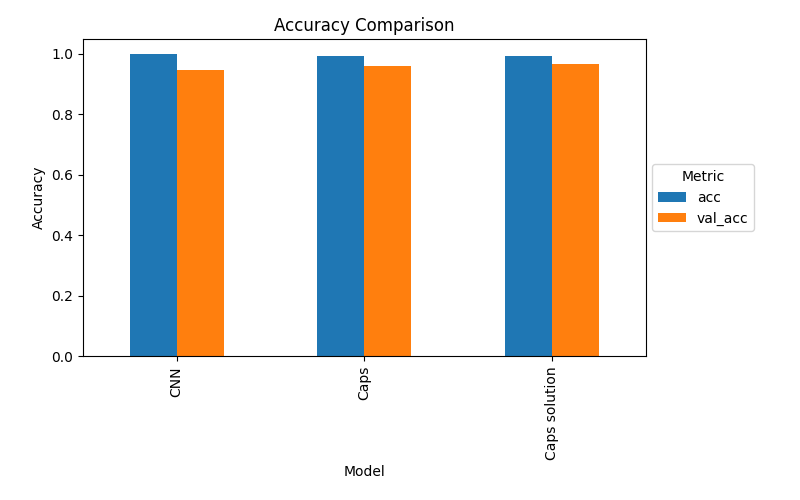 Accuracy Comparison
Accuracy
1.0
0.8
0.6
0.4
0.2
0.0
CNN
Caps
Caps solution
Model
Metric
acc
val_acc